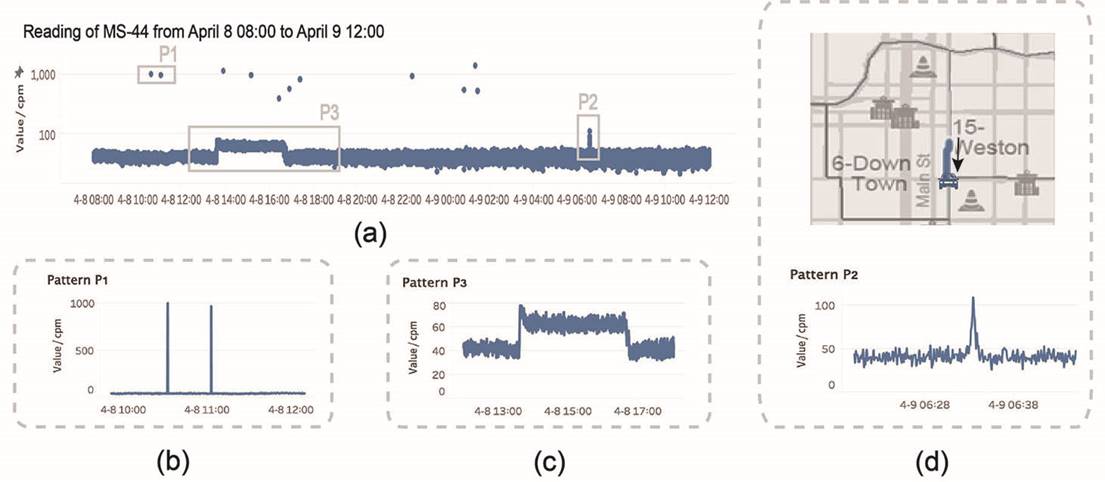 Reading of MS-44 from April 8 08:00 to April 9 12:00
P1
1,000
P3
P2
100
Value / cpm
4-8 08:00 4-8 10:00 4-8 12:00 4-8 14:00 4-8 16:00 4-8 18:00 4-8 20:00 4-8 22:00 4-9 00:00 4-9 02:00 4-9 04:00 4-9 06:00 4-9 08:00 4-9 10:00 4-9 12:00
(a)
Pattern P1
1000
500
0
Value / cpm
4-8 10:00 4-8 11:00 4-8 12:00
(b)
Pattern P3
80
60
40
20
0
Value / cpm
4-8 13:00 4-8 15:00 4-8 17:00
(c)
15-
Weston
6-Down
Town
Main St
Pattern P2
100
50
0
Value / cpm
4-9 06:28 4-9 06:38
(d)